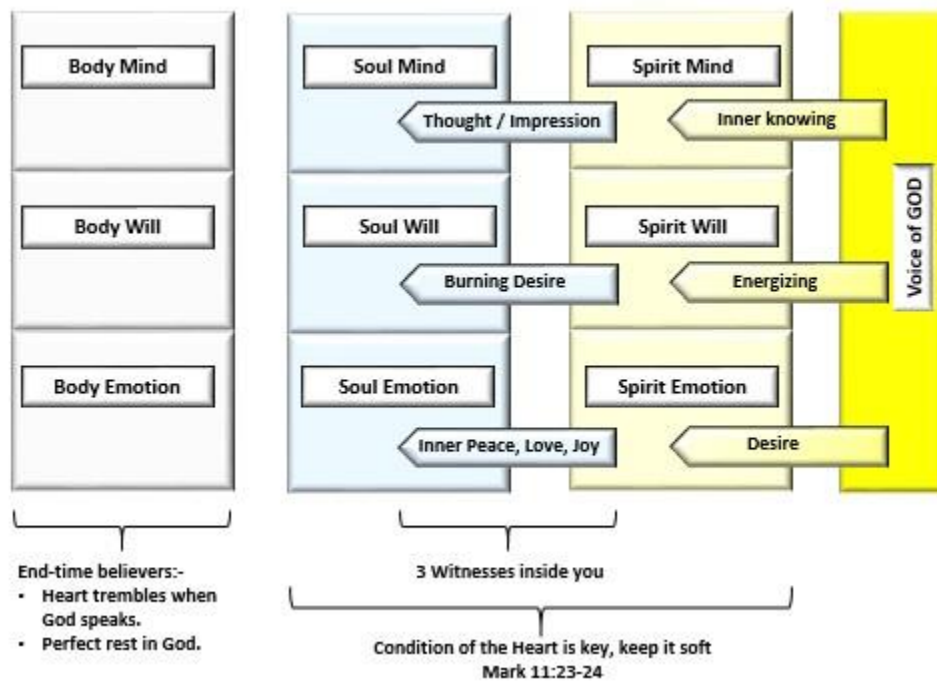 Body Mind
Soul Mind
Spirit Mind
Thought / Impression
Inner knowing
Body Will
Soul Will
Spirit Will
Voice of GOD
Burning Desire
Energizing
Body Emotion
Soul Emotion
Spirit Emotion
Inner Peace, Love, Joy
Desire
End-time believers:-
• Heart trembles when
God speaks.
• Perfect rest in God.
3 Witnesses inside you
Condition of the Heart is key, keep it soft
Mark 11:23-24